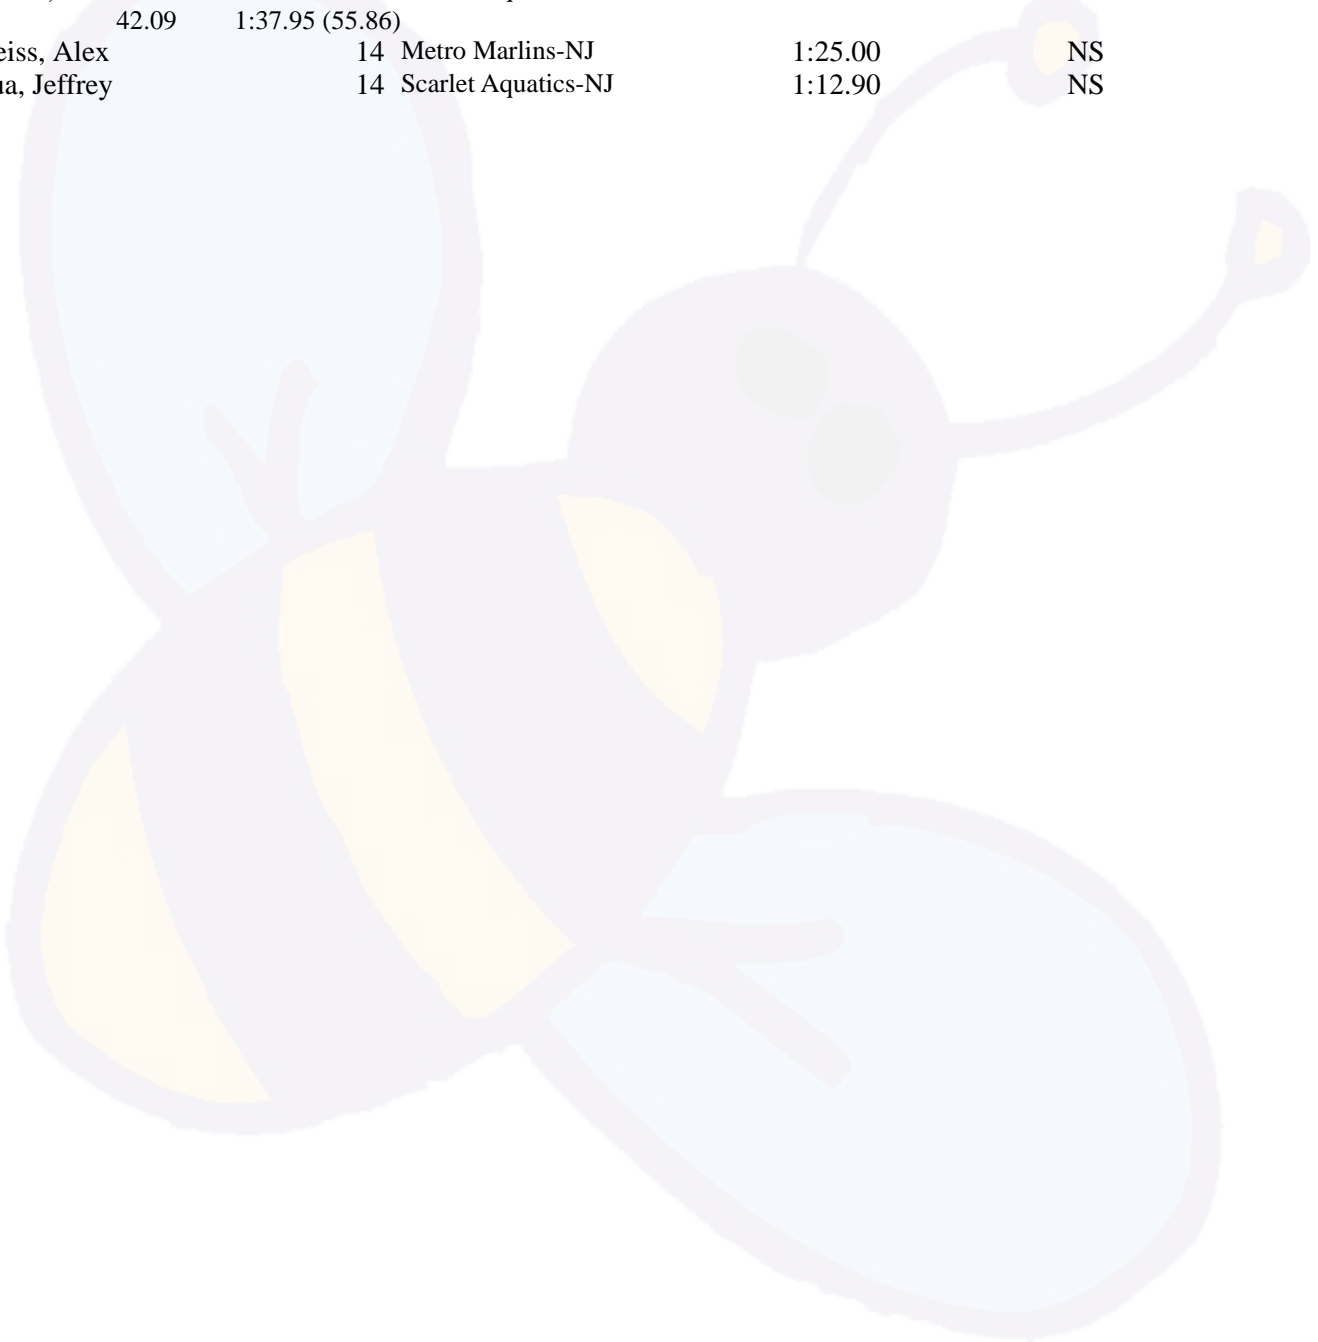 42.09 1:37.95 (55.86)
eiss, Alex 14 Metro Marlins-NJ 1:25.00 NS
ua, Jeffrey 14 Scarlet Aquatics-NJ 1:12.90 NS